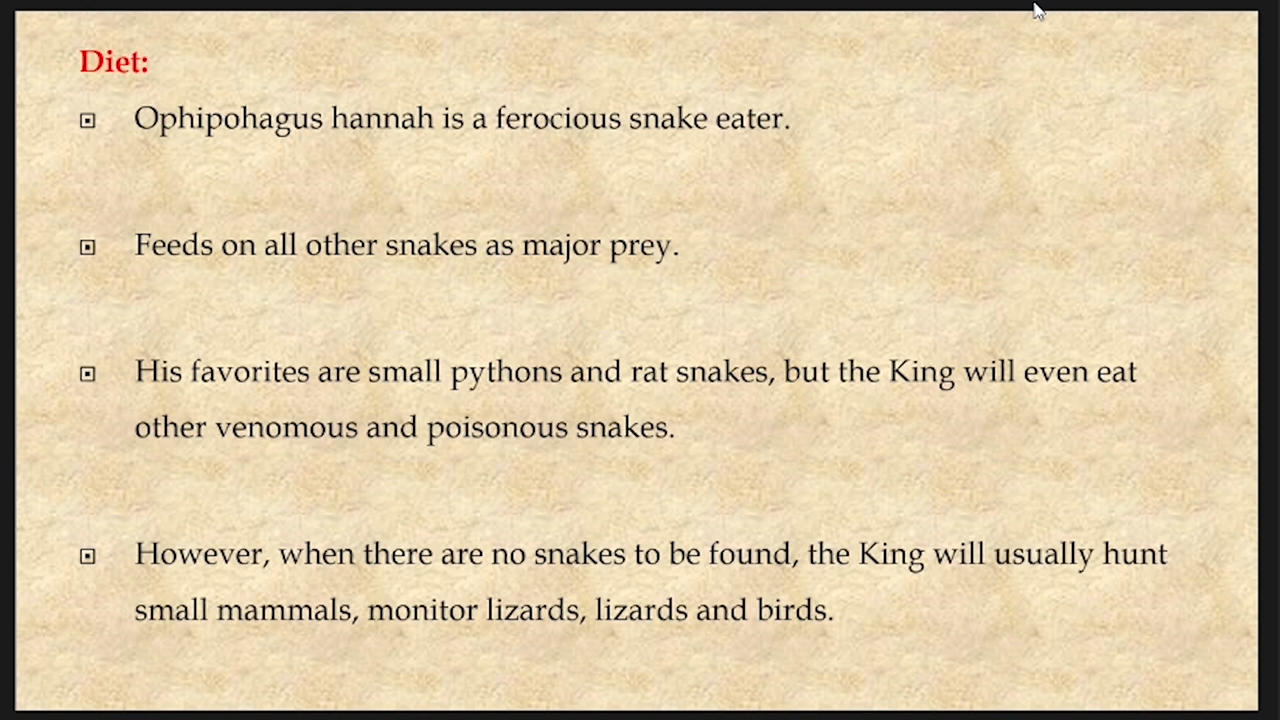 Diet:
Ophipohagus hannah is a ferocious snake eater.
Feeds on all other snakes as major prey.
His favorites are small pythons and rat snakes, but the King will even eat
other venomous and poisonous snakes.
However, when there are no snakes to be found, the King will usually hunt
small mammals, monitor lizards, lizards and birds.